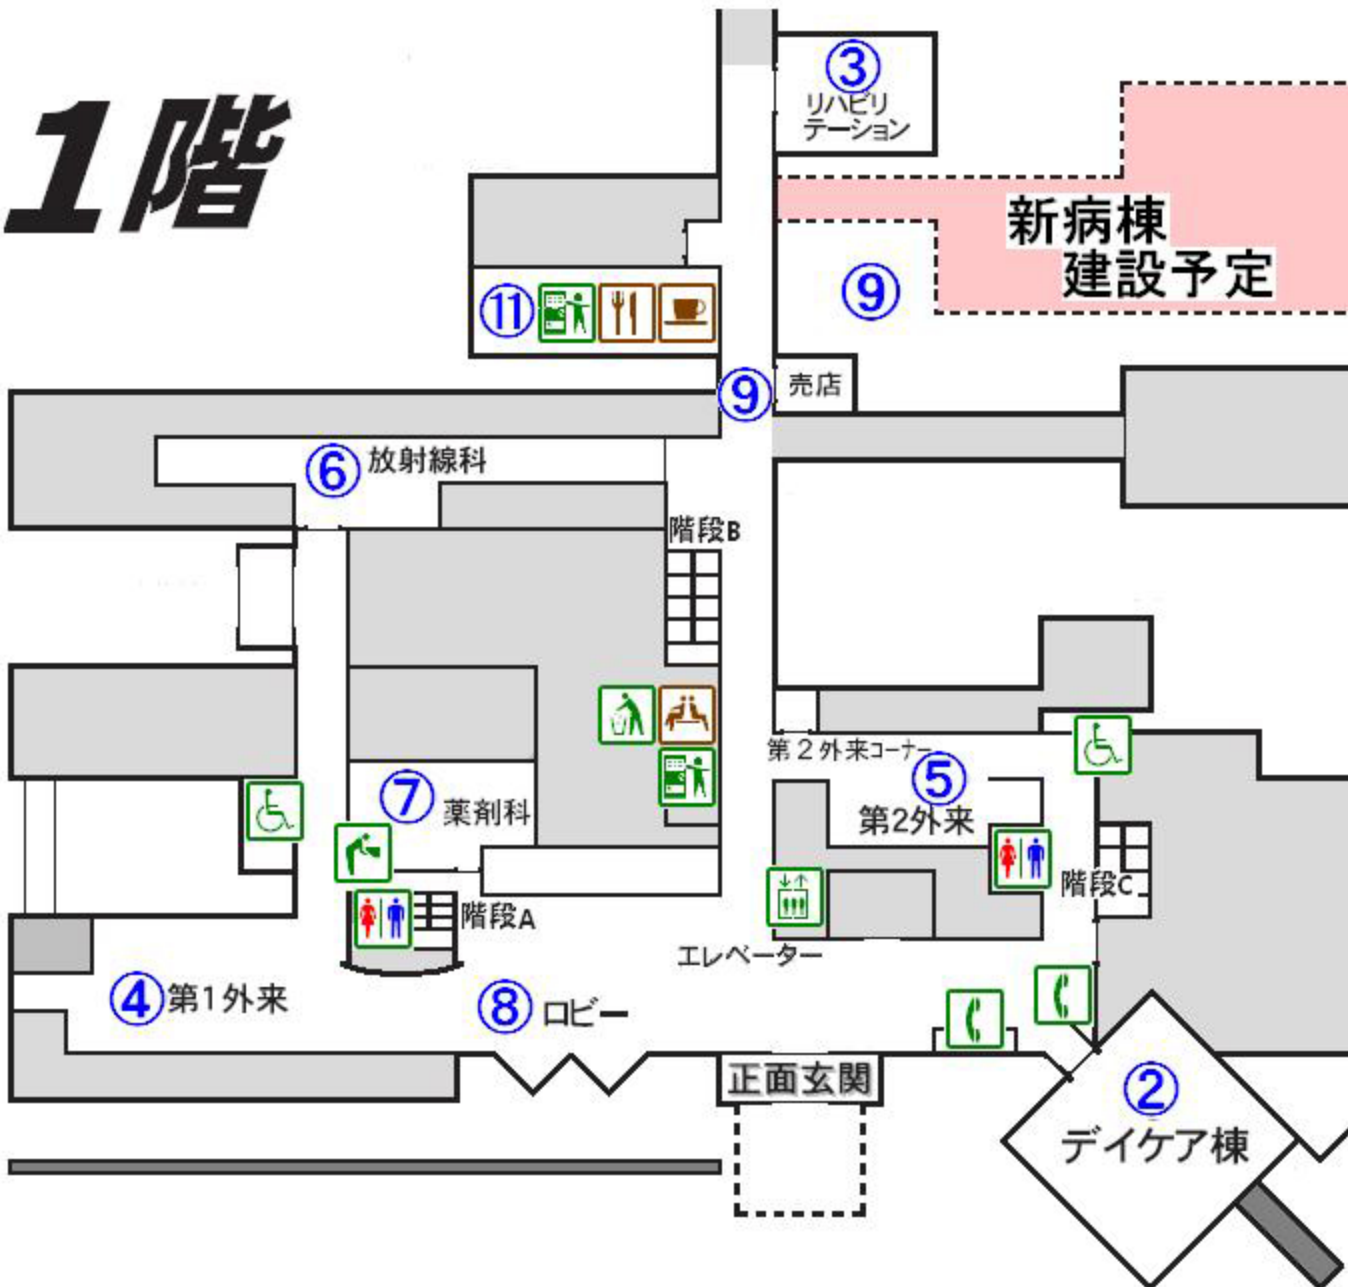 1階
③
リハビリ
テーション
新病棟
建設予定
⑨
⑪
売店
⑨
⑥ 放射線科
階段B
第2外来コーナー
⑤
第2外来
⑦ 薬剤科
階段C
階段A
エレベーター
④ 第1外来
⑧ ロビー
正面玄関
②
デイケア棟